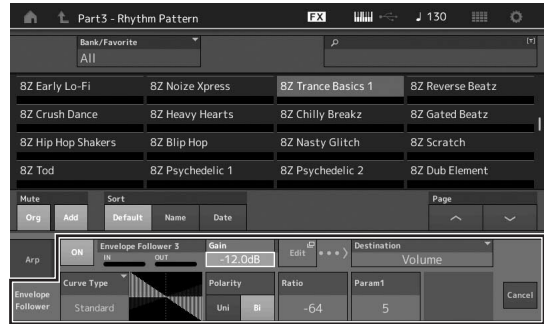 Part3 - Rhythm Pattern FX 130
Bank/Favorite
All
8Z Early Lo-Fi 8Z Noize Xpress 8Z Trance Basics 1 8Z Reverse Beatz
8Z Crush Dance 8Z Heavy Hearts 8Z Chilly Breakz 8Z Gated Beatz
8Z Hip Hop Shakers 8Z Blip Hop 8Z Nasty Glitch 8Z Scratch
8Z Tod 8Z Psychedelic 1 8Z Psychedelic 2 8Z Dub Element
Mute Sort Page
Org Add Default Name Date
Arp ON Envelope Follower 3 Gain Edit Destination
IN OUT -12.0dB Volume
Envelope Follower Curve Type Polarity Ratio Param1 Cancel
Standard Uni Bi -64 5